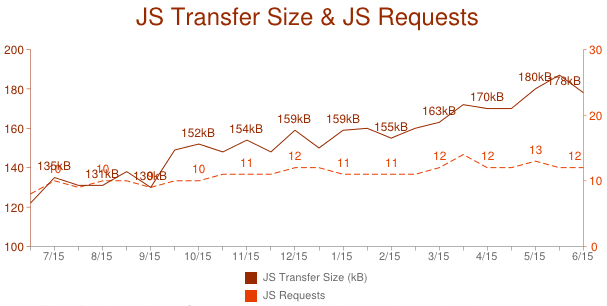 JS Transfer Size & JS Requests
200 30
180
160 20
140
120 10
100 0
135kB 131kB 130kB 152kB 154kB 159kB 159kB 155kB 163kB 170kB 180kB 178kB
10 10 9 10 11 12 11 11 12 12 13 12
7/15 8/15 9/15 10/15 11/15 12/15 1/15 2/15 3/15 4/15 5/15 6/15
JS Transfer Size (kB)
JS Requests